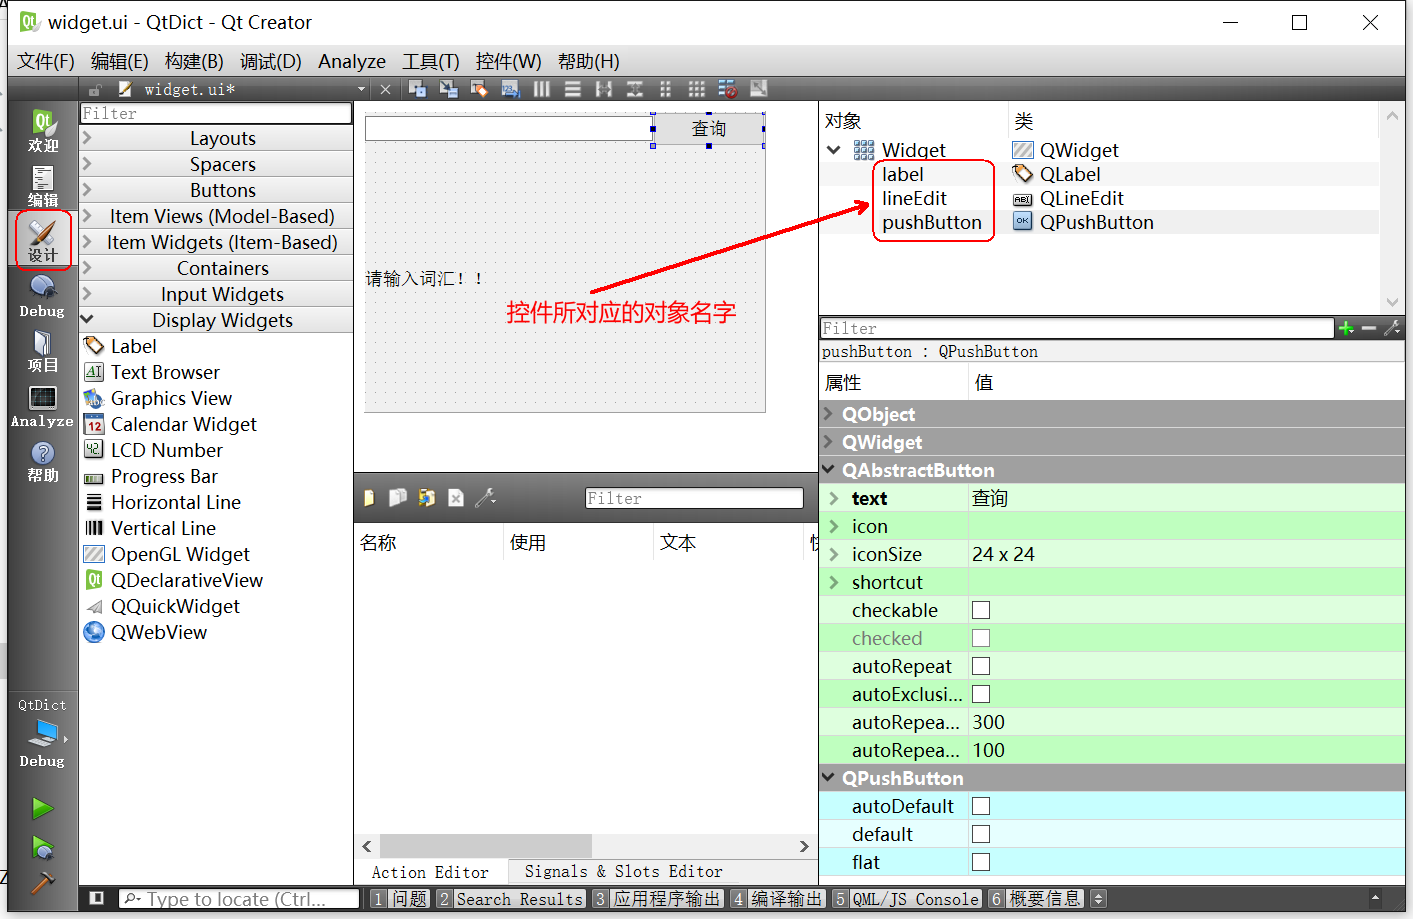 widget.ui - QtDict - Qt Creator
文件(F) 编辑(E) 构建(B) 调试(D) Analyze 工具(T) 控件(W) 帮助(H)
widget.ui*
欢迎
编辑
设计
Debug
项目
Analyze
帮助
QtDict
Debug
Filter
Layouts
Spacers
Buttons
Item Views (Model-Based)
Item Widgets (Item-Based)
Containers
Input Widgets
Display Widgets
Label
Text Browser
Graphics View
Calendar Widget
LCD Number
Progress Bar
Horizontal Line
Vertical Line
OpenGL Widget
QDeclarativeView
QQuickWidget
QWebView
查询
请输入词汇！！
控件所对应的对象名字
Filter
名称 使用 文本
Action Editor Signals & Slots Editor
对象 类
Widget QWidget
label QLabel
lineEdit QLineEdit
pushButton QPushButton
Filter
pushButton : QPushButton
属性 值
QObject
QWidget
QAbstractButton
text 查询
icon
iconSize 24 x 24
shortcut
checkable
checked
autoRepeat
autoExclusi...
autoRepea... 300
autoRepea... 100
QPushButton
autoDefault
default
flat
Type to locate (Ctrl... 1 问题 2 Search Results 3 应用程序输出 4 编译输出 5 QML/JS Console 6 概要信息